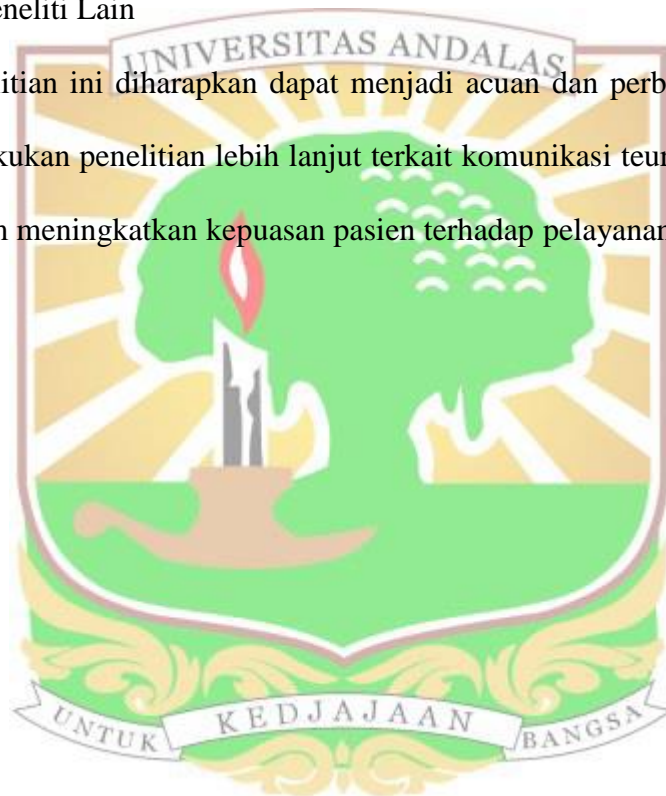 eneliti Lain
UNIVERSITAS ANDALAS
itian ini diharapkan dapat menjadi acuan dan perb
kukan penelitian lebih lanjut terkait komunikasi teu
n meningkatkan kepuasan pasien terhadap pelayanan
UNTUK KEDJAJAAN BANGSA